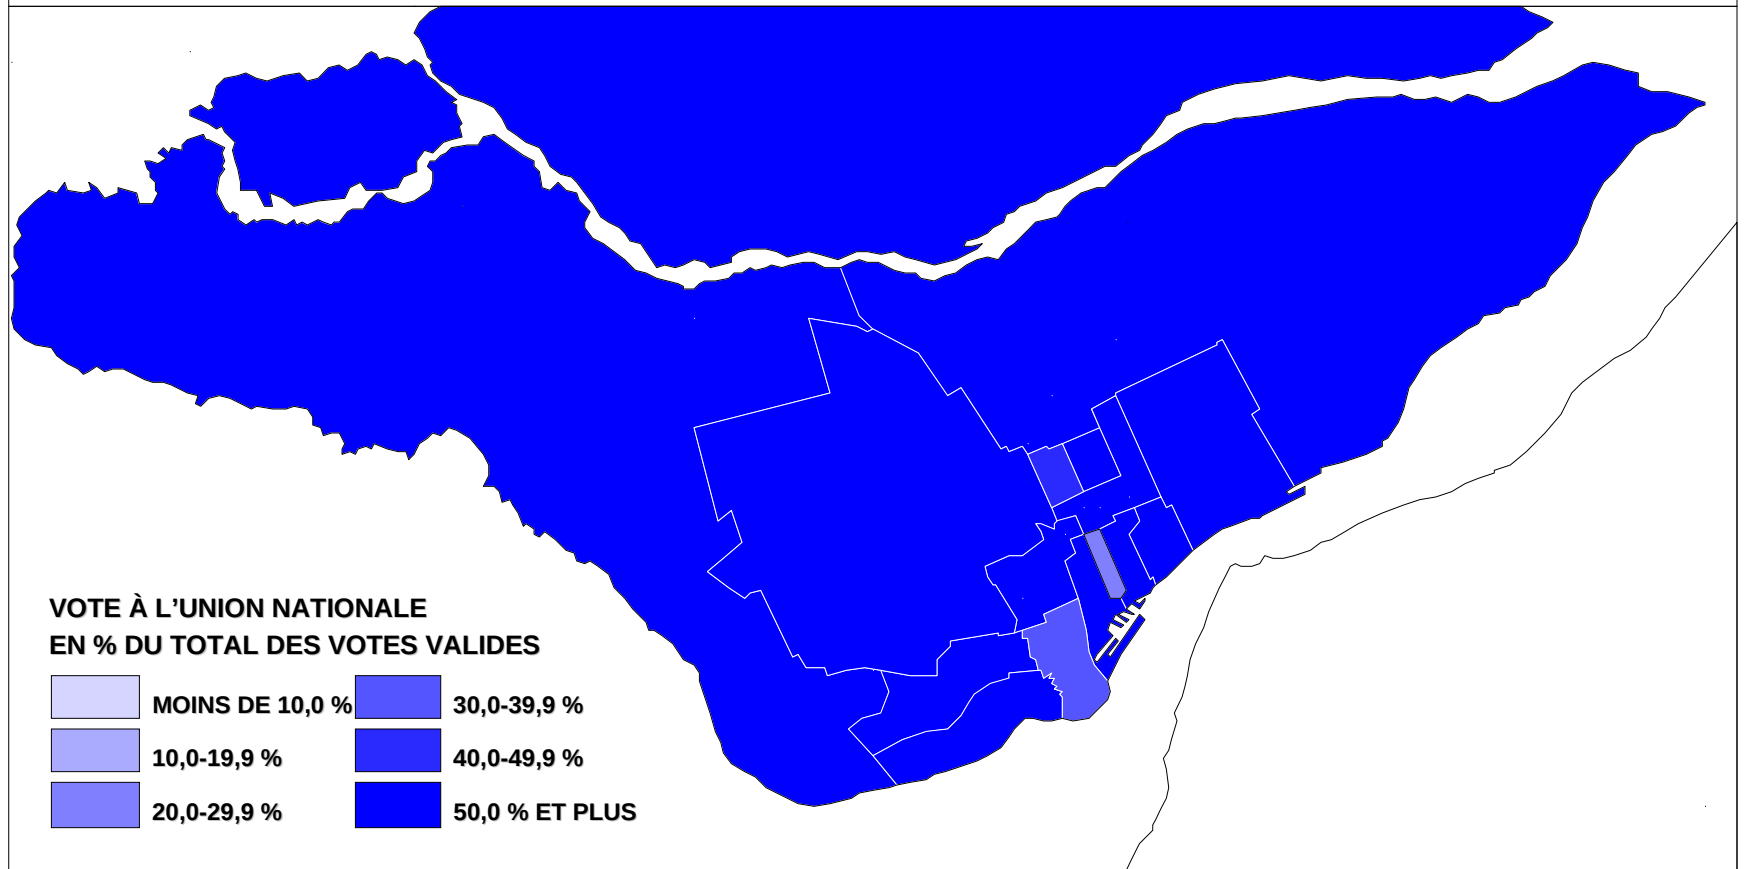 VOTE À L’UNION NATIONALE
EN % DU TOTAL DES VOTES VALIDES
MOINS DE 10,0 %
10,0-19,9 %
20,0-29,9 %
30,0-39,9 %
40,0-49,9 %
50,0 % ET PLUS